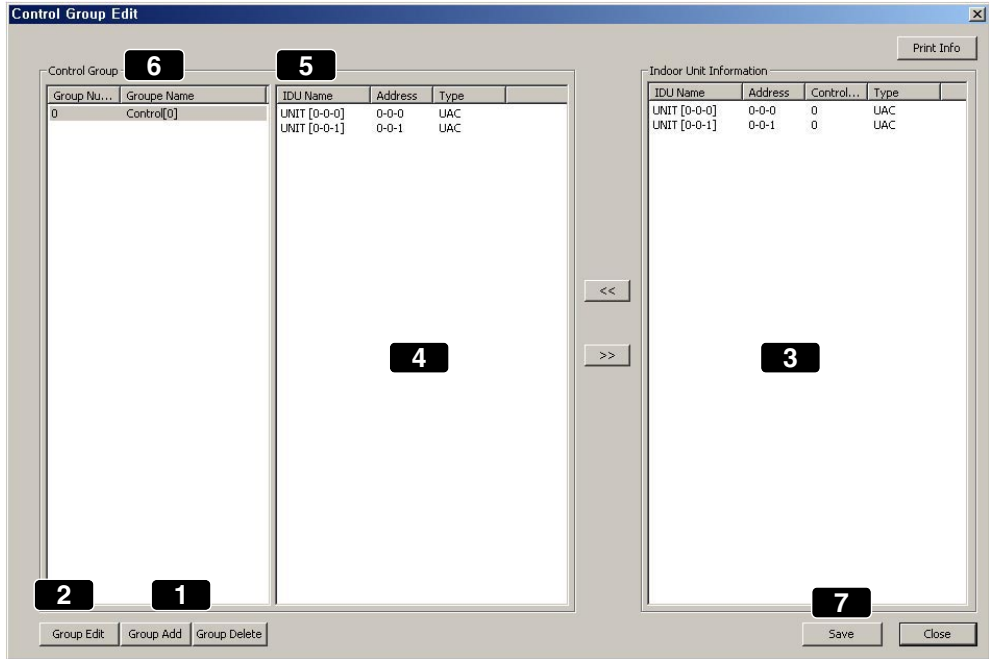 Control Group Edit
Print Info
Control Group 6 5
Indoor Unit Information
Group Nu... Groupe Name
IDU Name Address Type
IDU Name Address Control... Type
0 Control[0]
UNIT [0-0-0] 0-0-0 UAC
UNIT [0-0-1] 0-0-1 UAC
UNIT [0-0-0] 0-0-0 0 UAC
UNIT [0-0-1] 0-0-1 0 UAC
<<
>>
4
3
2 1
7
Group Edit Group Add Group Delete
Save Close